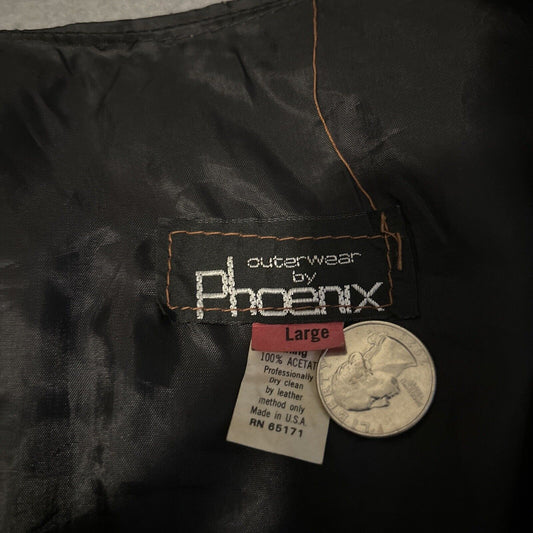 outerwear
by
Phoenix
Large
100% ACETAT
Professionally
Dry clean
by leather
method only
Made in U.S.A.
RN 65171